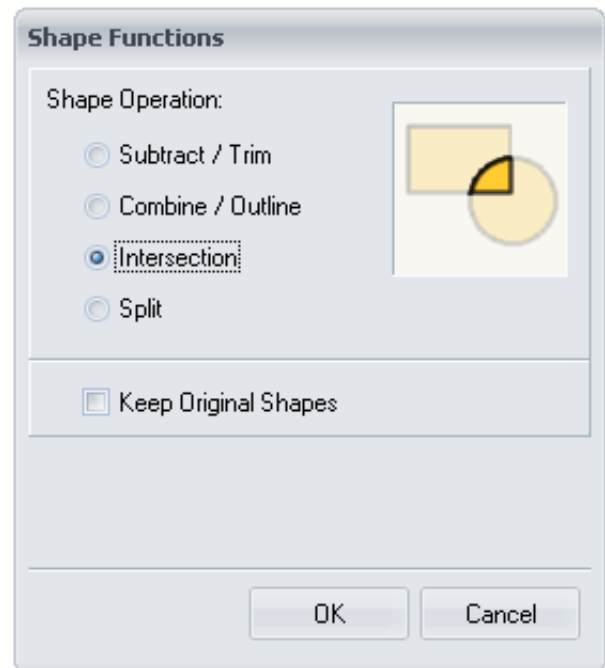 Shape Functions
Shape Operation:
Subtract / Trim
Combine / Outline
Intersection
Split
Keep Original Shapes
OK Cancel